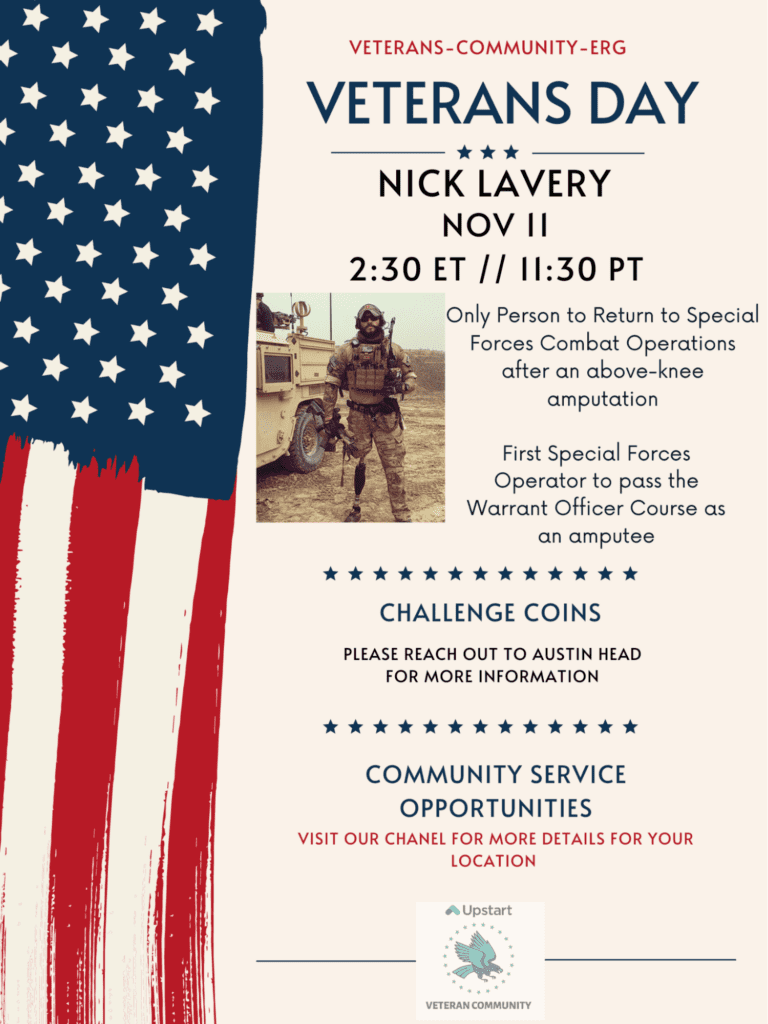 VETERANS-COMMUNITY-ERG
VETERANS DAY
NICK LAVERY
NOV 11
2:30 ET // 11:30 PT
Only Person to Return to Special
Forces Combat Operations
after an above-knee
amputation
First Special Forces
Operator to pass the
Warrant Officer Course as
an amputee
CHALLENGE COINS
PLEASE REACH OUT TO AUSTIN HEAD
FOR MORE INFORMATION
COMMUNITY SERVICE
OPPORTUNITIES
VISIT OUR CHANEL FOR MORE DETAILS FOR YOUR
LOCATION
Upstart
VETERAN COMMUNITY